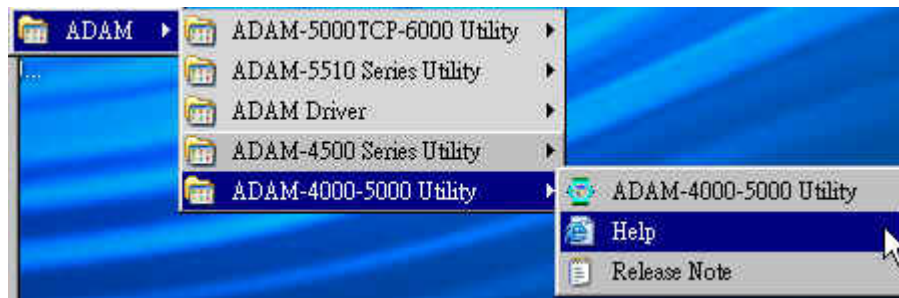 ADAM
ADAM-5000TCP-6000 Utility
ADAM-5510 Series Utility
ADAM Driver
ADAM-4500 Series Utility
ADAM-4000-5000 Utility
ADAM-4000-5000 Utility
Help
Release Note